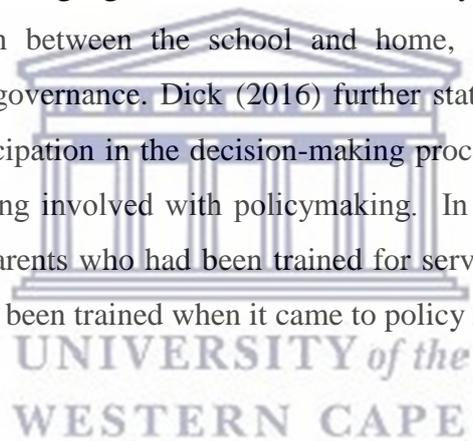 n between the school and home,
governance. Dick (2016) further stat
cipation in the decision-making proc
ng involved with policymaking. In
arents who had been trained for serv
been trained when it came to policy
UNIVERSITY of the
WESTERN CAPE